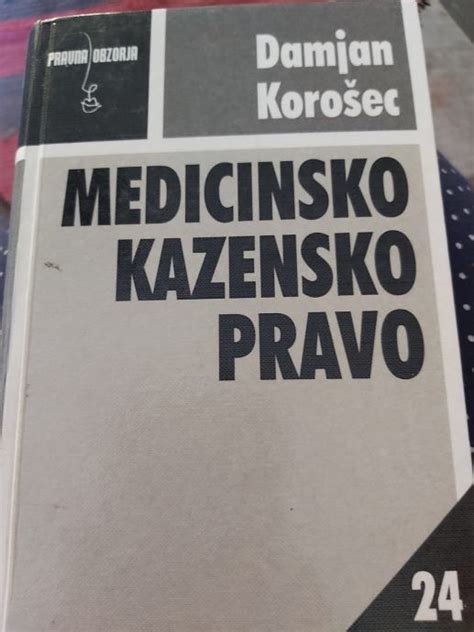 PRAVNA OBZORJA
Damjan
Korošec
MEDICINSKO
KAZENSKO
PRAVO
24